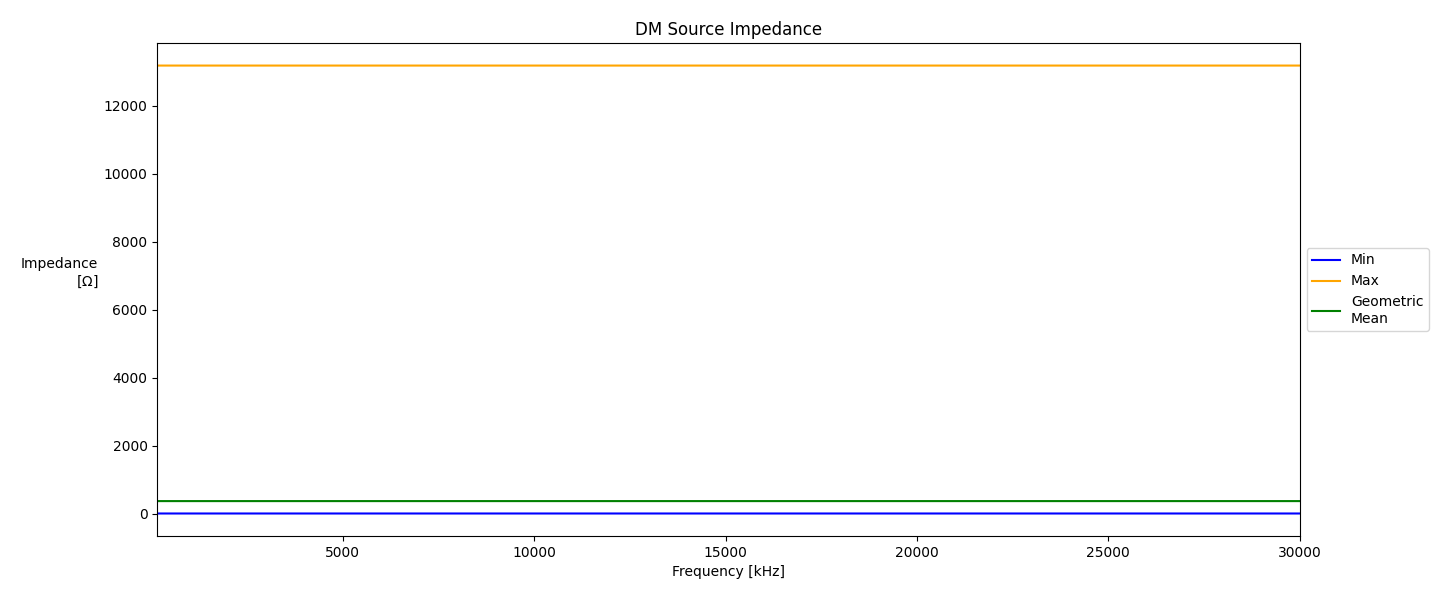 DM Source Impedance
12000
10000
8000
6000
4000
2000
0
Impedance
[Ω]
5000
10000
15000
20000
25000
30000
Frequency [kHz]
Min
Max
Geometric
Mean